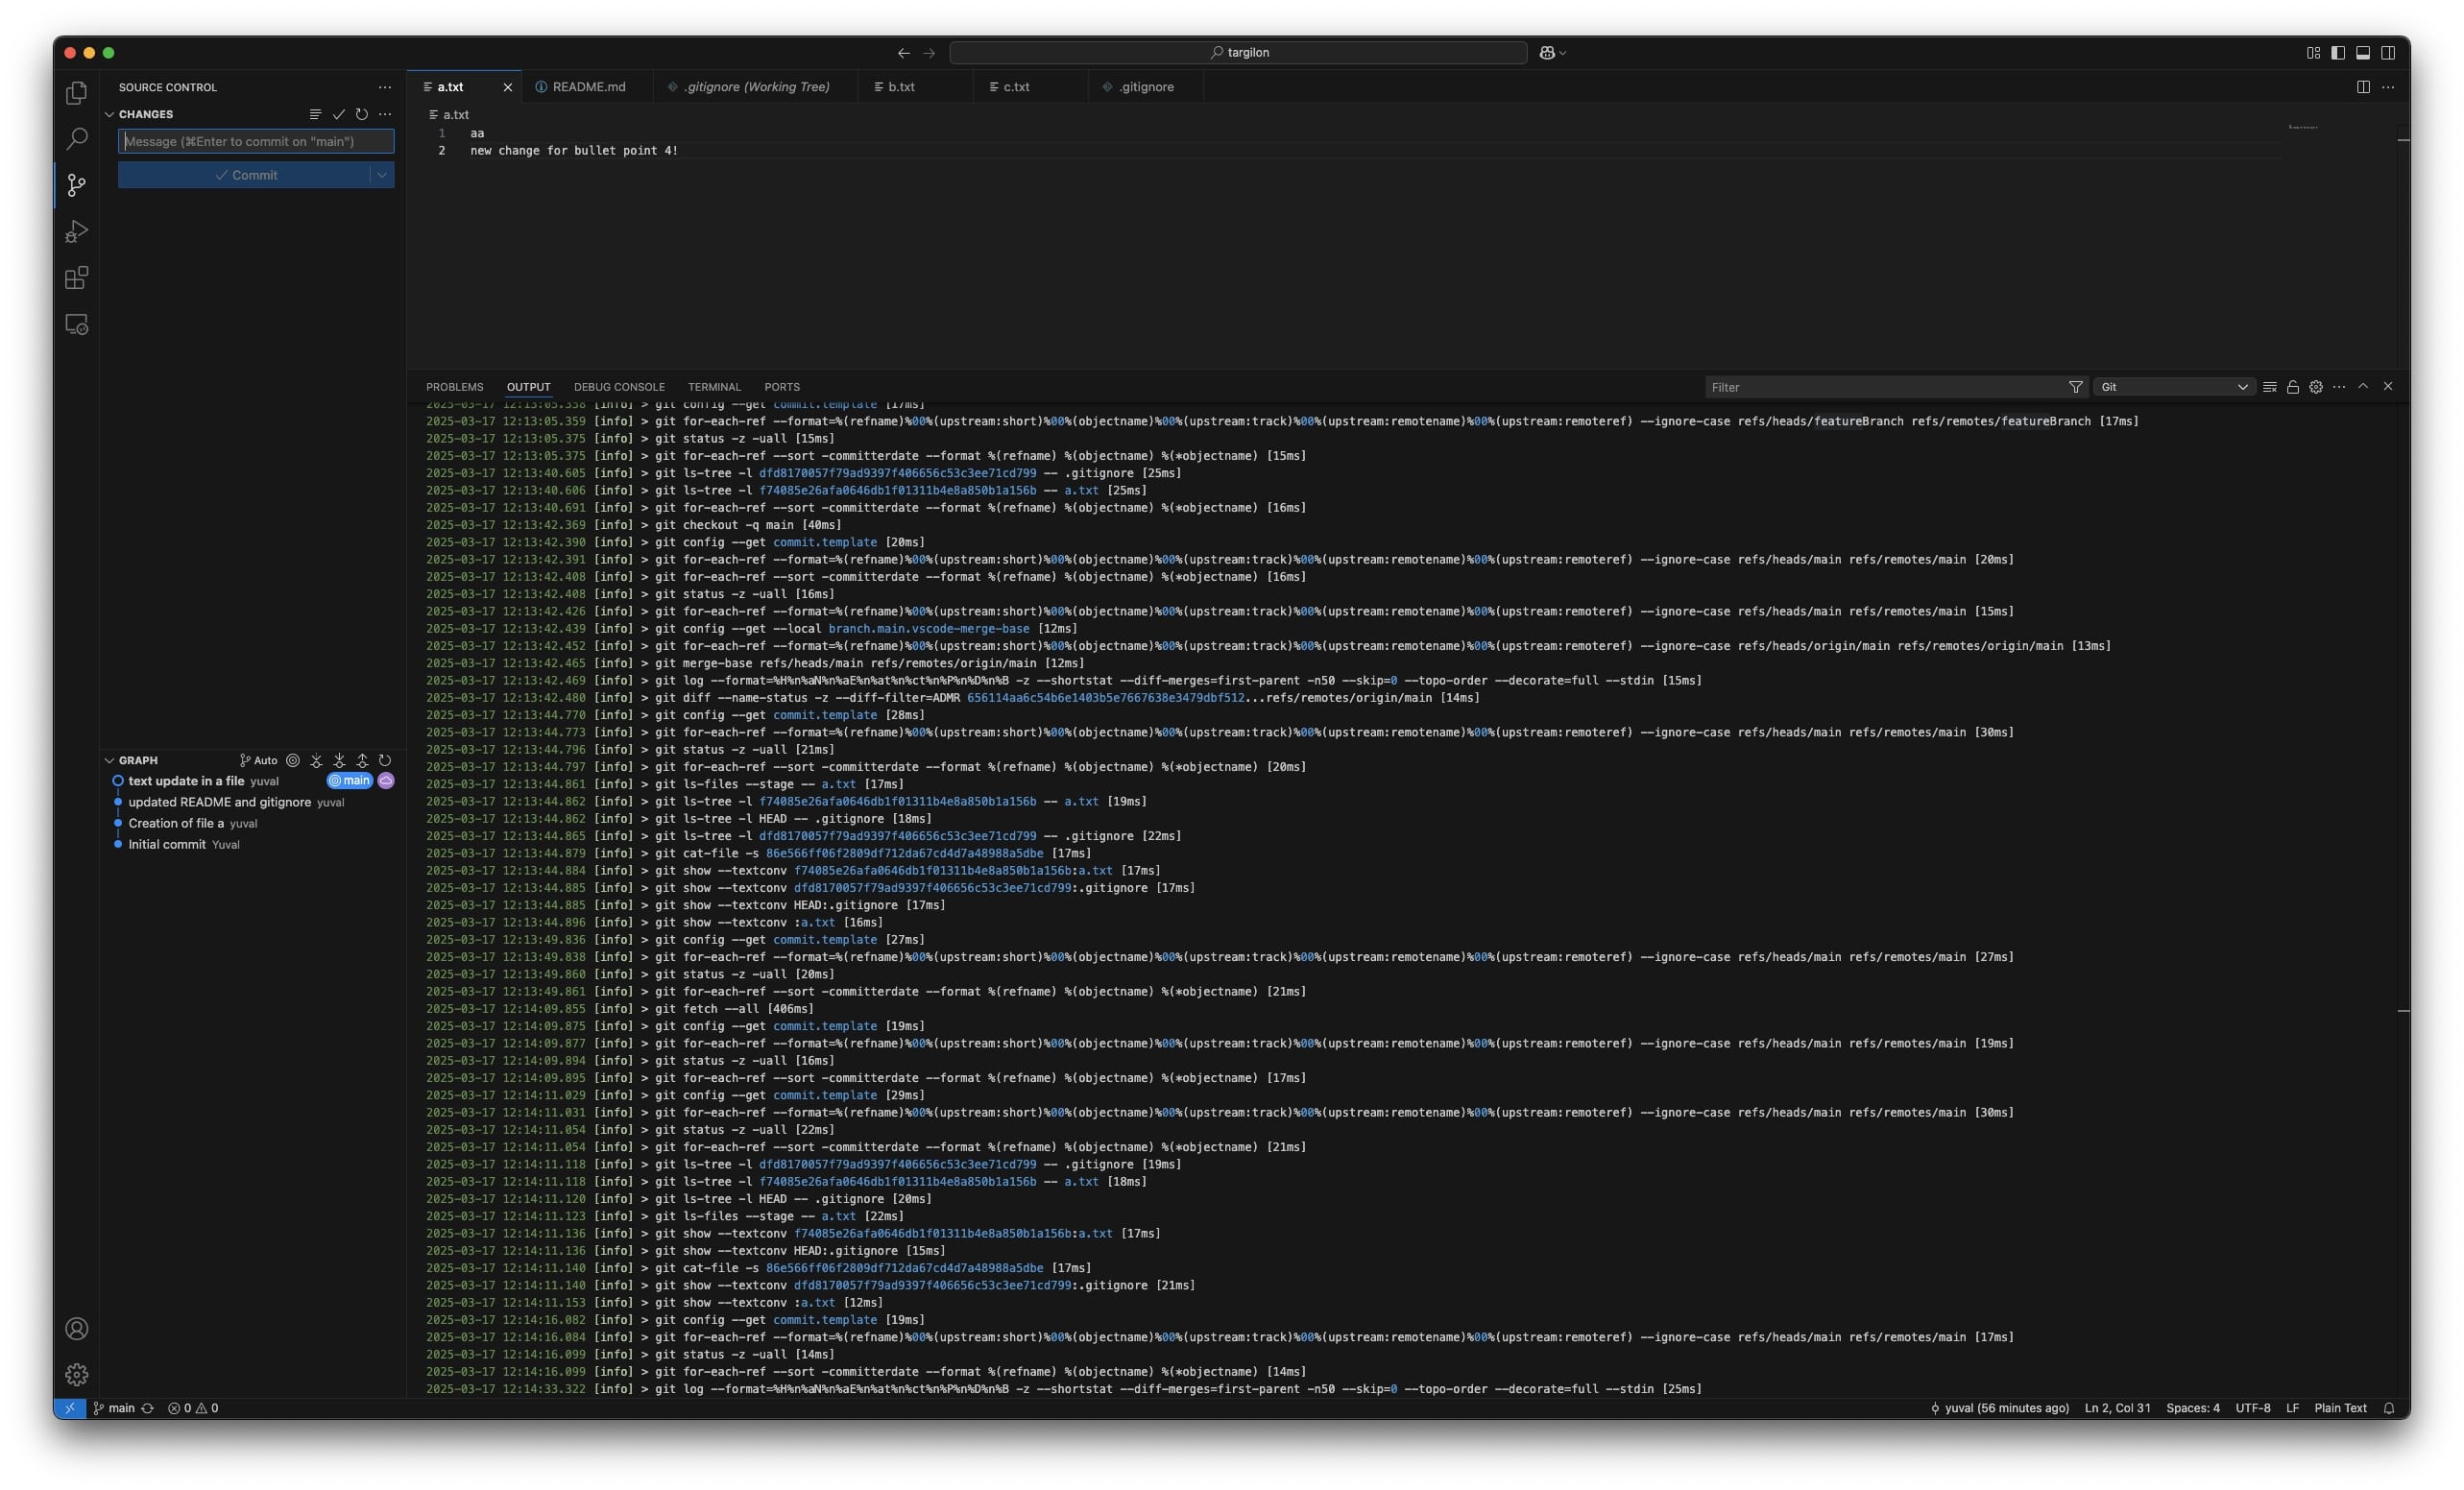 targilon
SOURCE CONTROL
CHANGES
Message (⌘Enter to commit on "main")
Commit
a.txt
README.md
.gitignore (Working Tree)
b.txt
c.txt
.gitignore
a.txt
1 aa
2 new change for bullet point 4!
PROBLEMS OUTPUT DEBUG CONSOLE TERMINAL PORTS
Filter
Git
2025-03-17 12:13:05.358 [info] > git config --get commit.template [17ms]
2025-03-17 12:13:05.359 [info] > git for-each-ref --format=%(refname)%00%(upstream:short)%00%(objectname)%00%(upstream:track)%00%(upstream:remotename)%00%(upstream:remoteref) --ignore-case refs/heads/featureBranch refs/remotes/featureBranch [17ms]
2025-03-17 12:13:05.375 [info] > git status -z -uall [15ms]
2025-03-17 12:13:05.375 [info] > git for-each-ref --sort -committerdate --format %(refname) %(objectname) %(*objectname) [15ms]
2025-03-17 12:13:40.605 [info] > git ls-tree -l dfd8170057f79ad9397f406656c53c3ee71cd799 -- .gitignore [25ms]
2025-03-17 12:13:40.606 [info] > git ls-tree -l f74085e26afa0646db1f01311b4e8a850b1a156b -- a.txt [25ms]
2025-03-17 12:13:40.691 [info] > git for-each-ref --sort -committerdate --format %(refname) %(objectname) %(*objectname) [16ms]
2025-03-17 12:13:42.369 [info] > git checkout -q main [40ms]
2025-03-17 12:13:42.390 [info] > git config --get commit.template [20ms]
2025-03-17 12:13:42.391 [info] > git for-each-ref --format=%(refname)%00%(upstream:short)%00%(objectname)%00%(upstream:track)%00%(upstream:remotename)%00%(upstream:remoteref) --ignore-case refs/heads/main refs/remotes/main [20ms]
2025-03-17 12:13:42.408 [info] > git for-each-ref --sort -committerdate --format %(refname) %(objectname) %(*objectname) [16ms]
2025-03-17 12:13:42.408 [info] > git status -z -uall [16ms]
2025-03-17 12:13:42.426 [info] > git for-each-ref --format=%(refname)%00%(upstream:short)%00%(objectname)%00%(upstream:track)%00%(upstream:remotename)%00%(upstream:remoteref) --ignore-case refs/heads/main refs/remotes/main [15ms]
2025-03-17 12:13:42.439 [info] > git config --get --local branch.main.vscode-merge-base [12ms]
2025-03-17 12:13:42.452 [info] > git for-each-ref --format=%(refname)%00%(upstream:short)%00%(objectname)%00%(upstream:track)%00%(upstream:remotename)%00%(upstream:remoteref) --ignore-case refs/heads/origin/main refs/remotes/origin/main [13ms]
2025-03-17 12:13:42.465 [info] > git merge-base refs/heads/main refs/remotes/origin/main [12ms]
2025-03-17 12:13:42.469 [info] > git log --format=%H%n%aN%n%aE%n%at%n%ct%n%P%n%D%n%B -z --shortstat --diff-merges=first-parent -n50 --skip=0 --topo-order --decorate=full --stdin [15ms]
2025-03-17 12:13:42.480 [info] > git diff --name-status -z --diff-filter=ADMR 656114aa6c54b6e1403b5e7667638e3479dbf512...refs/remotes/origin/main [14ms]
2025-03-17 12:13:44.770 [info] > git config --get commit.template [28ms]
2025-03-17 12:13:44.773 [info] > git for-each-ref --format=%(refname)%00%(upstream:short)%00%(objectname)%00%(upstream:track)%00%(upstream:remotename)%00%(upstream:remoteref) --ignore-case refs/heads/main refs/remotes/main [30ms]
2025-03-17 12:13:44.796 [info] > git status -z -uall [21ms]
2025-03-17 12:13:44.797 [info] > git for-each-ref --sort -committerdate --format %(refname) %(objectname) %(*objectname) [20ms]
2025-03-17 12:13:44.861 [info] > git ls-files --stage -- a.txt [17ms]
2025-03-17 12:13:44.862 [info] > git ls-tree -l f74085e26afa0646db1f01311b4e8a850b1a156b -- a.txt [19ms]
2025-03-17 12:13:44.862 [info] > git ls-tree -l HEAD -- .gitignore [18ms]
2025-03-17 12:13:44.865 [info] > git ls-tree -l dfd8170057f79ad9397f406656c53c3ee71cd799 -- .gitignore [22ms]
2025-03-17 12:13:44.879 [info] > git cat-file -s 86e566ff06f2809df712da67cd4d7a48988a5dbe [17ms]
2025-03-17 12:13:44.884 [info] > git show --textconv f74085e26afa0646db1f01311b4e8a850b1a156b:a.txt [17ms]
2025-03-17 12:13:44.885 [info] > git show --textconv dfd8170057f79ad9397f406656c53c3ee71cd799:.gitignore [17ms]
2025-03-17 12:13:44.885 [info] > git show --textconv HEAD:.gitignore [17ms]
2025-03-17 12:13:44.896 [info] > git show --textconv :a.txt [16ms]
2025-03-17 12:13:49.836 [info] > git config --get commit.template [27ms]
2025-03-17 12:13:49.838 [info] > git for-each-ref --format=%(refname)%00%(upstream:short)%00%(objectname)%00%(upstream:track)%00%(upstream:remotename)%00%(upstream:remoteref) --ignore-case refs/heads/main refs/remotes/main [27ms]
2025-03-17 12:13:49.860 [info] > git status -z -uall [20ms]
2025-03-17 12:13:49.861 [info] > git for-each-ref --sort -committerdate --format %(refname) %(objectname) %(*objectname) [21ms]
2025-03-17 12:14:09.855 [info] > git fetch --all [406ms]
2025-03-17 12:14:09.875 [info] > git config --get commit.template [19ms]
2025-03-17 12:14:09.877 [info] > git for-each-ref --format=%(refname)%00%(upstream:short)%00%(objectname)%00%(upstream:track)%00%(upstream:remotename)%00%(upstream:remoteref) --ignore-case refs/heads/main refs/remotes/main [19ms]
2025-03-17 12:14:09.894 [info] > git status -z -uall [16ms]
2025-03-17 12:14:09.895 [info] > git for-each-ref --sort -committerdate --format %(refname) %(objectname) %(*objectname) [17ms]
2025-03-17 12:14:11.029 [info] > git config --get commit.template [29ms]
2025-03-17 12:14:11.031 [info] > git for-each-ref --format=%(refname)%00%(upstream:short)%00%(objectname)%00%(upstream:track)%00%(upstream:remotename)%00%(upstream:remoteref) --ignore-case refs/heads/main refs/remotes/main [30ms]
2025-03-17 12:14:11.054 [info] > git status -z -uall [22ms]
2025-03-17 12:14:11.054 [info] > git for-each-ref --sort -committerdate --format %(refname) %(objectname) %(*objectname) [21ms]
2025-03-17 12:14:11.118 [info] > git ls-tree -l dfd8170057f79ad9397f406656c53c3ee71cd799 -- .gitignore [19ms]
2025-03-17 12:14:11.118 [info] > git ls-tree -l f74085e26afa0646db1f01311b4e8a850b1a156b -- a.txt [18ms]
2025-03-17 12:14:11.120 [info] > git ls-tree -l HEAD -- .gitignore [20ms]
2025-03-17 12:14:11.123 [info] > git ls-files --stage -- a.txt [22ms]
2025-03-17 12:14:11.136 [info] > git show --textconv f74085e26afa0646db1f01311b4e8a850b1a156b:a.txt [17ms]
2025-03-17 12:14:11.136 [info] > git show --textconv HEAD:.gitignore [15ms]
2025-03-17 12:14:11.140 [info] > git cat-file -s 86e566ff06f2809df712da67cd4d7a48988a5dbe [17ms]
2025-03-17 12:14:11.140 [info] > git show --textconv dfd8170057f79ad9397f406656c53c3ee71cd799:.gitignore [21ms]
2025-03-17 12:14:11.153 [info] > git show --textconv :a.txt [12ms]
2025-03-17 12:14:16.082 [info] > git config --get commit.template [19ms]
2025-03-17 12:14:16.084 [info] > git for-each-ref --format=%(refname)%00%(upstream:short)%00%(objectname)%00%(upstream:track)%00%(upstream:remotename)%00%(upstream:remoteref) --ignore-case refs/heads/main refs/remotes/main [17ms]
2025-03-17 12:14:16.099 [info] > git status -z -uall [14ms]
2025-03-17 12:14:16.099 [info] > git for-each-ref --sort -committerdate --format %(refname) %(objectname) %(*objectname) [14ms]
2025-03-17 12:14:33.322 [info] > git log --format=%H%n%aN%n%aE%n%at%n%ct%n%P%n%D%n%B -z --shortstat --diff-merges=first-parent -n50 --skip=0 --topo-order --decorate=full --stdin [25ms]
GRAPH Auto
text update in a file yuval main
updated README and gitignore yuval
Creation of file a yuval
Initial commit Yuval
main 0 0
yuval (56 minutes ago) Ln 2, Col 31 Spaces: 4 UTF-8 LF Plain Text